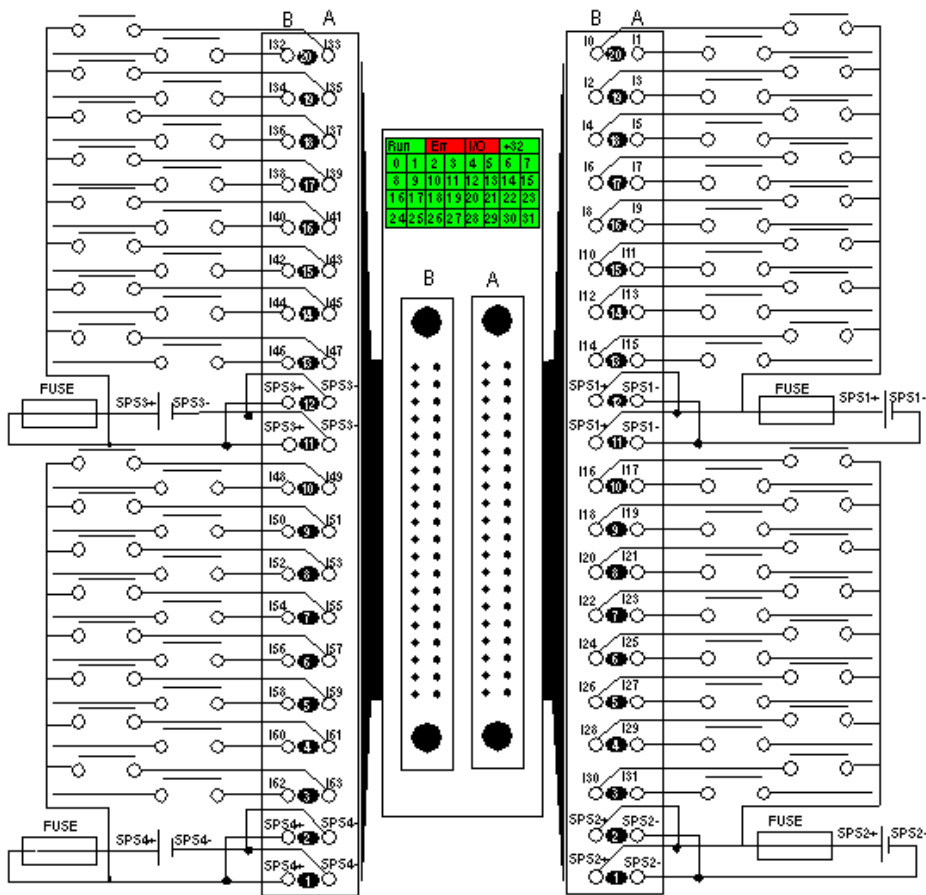 B A
I32 20 I33
I34 19 I35
I36 18 I37
I38 17 I39
I40 16 I41
I42 15 I43
I44 14 I45
I46 13 I47
FUSE SPS3+ SPS3-
SPS3+ 12 SPS3-
SPS3+ 11 SPS3-
I48 10 I49
I50 9 I51
I52 8 I53
I54 7 I55
I56 6 I57
I58 5 I59
I60 4 I61
I62 3 I63
FUSE SPS4+ SPS4-
SPS4+ 2 SPS4-
SPS4+ 1 SPS4-
Run Err I/O +32
0 1 2 3 4 5 6 7
8 9 10 11 12 13 14 15
16 17 18 19 20 21 22 23
24 25 26 27 28 29 30 31
B A
B A
I0 20 I1
I2 19 I3
I4 18 I5
I6 17 I7
I8 16 I9
I10 15 I11
I12 14 I13
I14 13 I15
SPS1+ 12 SPS1-
SPS1+ 11 SPS1-
FUSE SPS1+ SPS1-
I16 10 I17
I18 9 I19
I20 8 I21
I22 7 I23
I24 6 I25
I26 5 I27
I28 4 I29
I30 3 I31
SPS2+ 2 SPS2-
SPS2+ 1 SPS2-
FUSE SPS2+ SPS2-